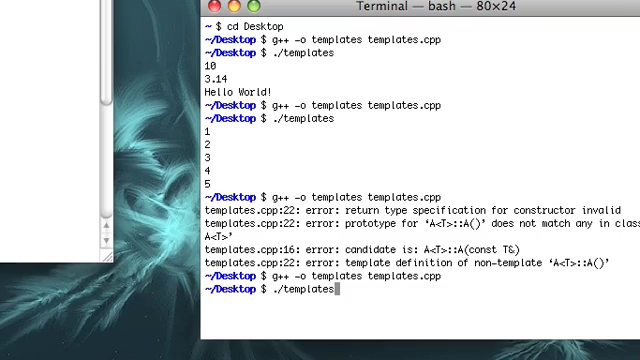 Terminal — bash — 80×24
~ $ cd Desktop
~/Desktop $ g++ -o templates templates.cpp
~/Desktop $ ./templates
10
3.14
Hello World!
~/Desktop $ g++ -o templates templates.cpp
~/Desktop $ ./templates
1
2
3
4
5
~/Desktop $ g++ -o templates templates.cpp
templates.cpp:22: error: return type specification for constructor invalid
templates.cpp:22: error: prototype for ‘A<T>::A()’ does not match any in class
A<T>’
templates.cpp:16: error: candidate is: A<T>::A(const T&)
templates.cpp:22: error: template definition of non-template ‘A<T>::A()’
~/Desktop $ g++ -o templates templates.cpp
~/Desktop $ ./templates